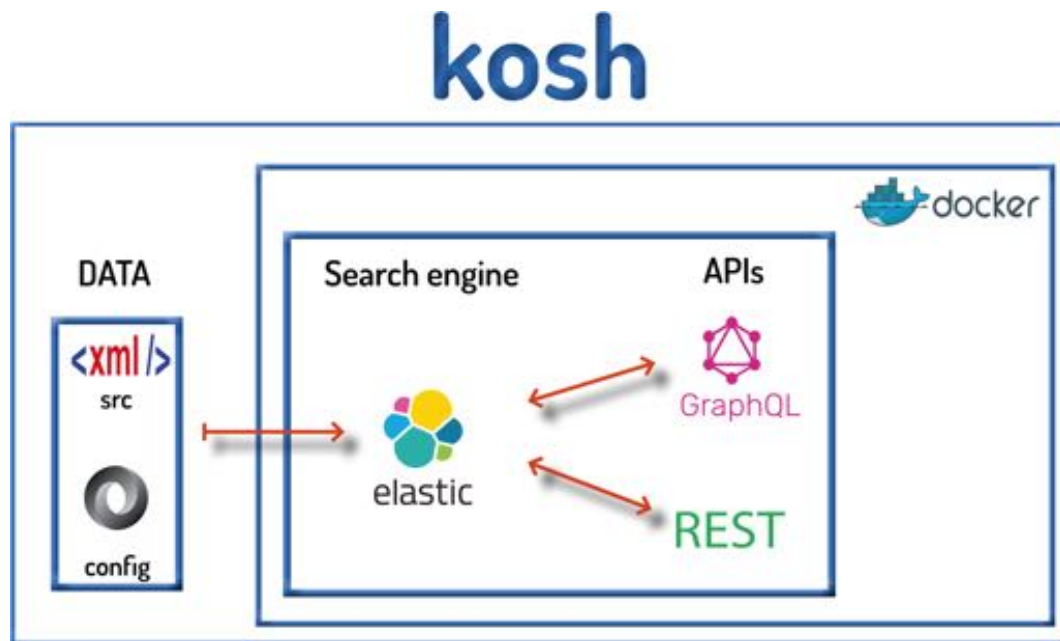 kosh
docker
DATA
Search engine
APIs
<xml/>
src
GraphQL
elastic
REST
config